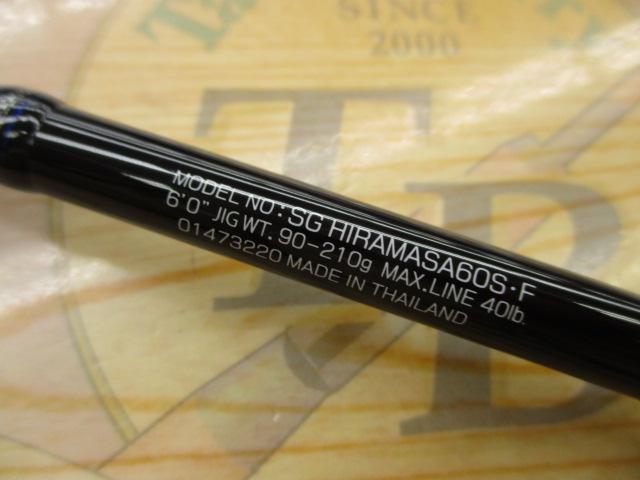 SINCE
2000
TB
MODEL NO: SG HIRAMASA60S·F
6'0" JIG WT. 90-210g MAX.LINE 40lb.
01473220 MADE IN THAILAND